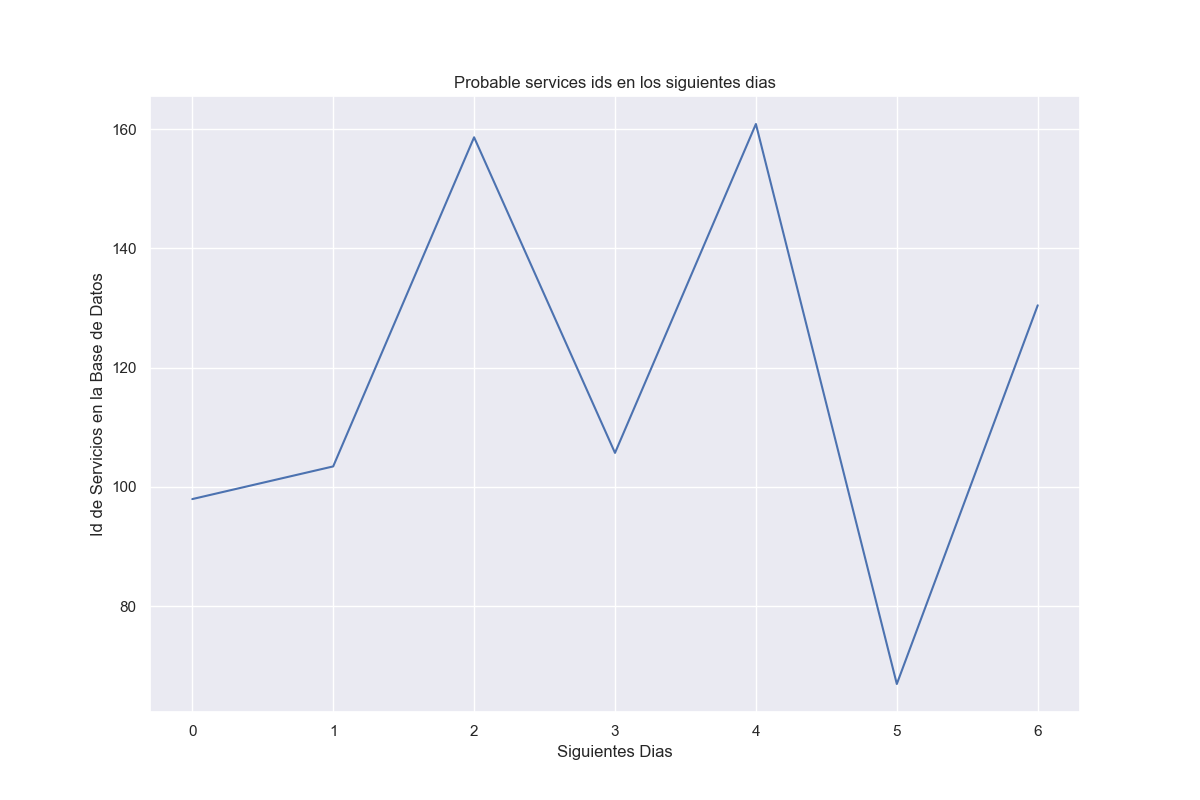 Probable services ids en los siguientes dias
160
140
120
100
80
Id de Servicios en la Base de Datos
0 1 2 3 4 5 6
Siguientes Dias